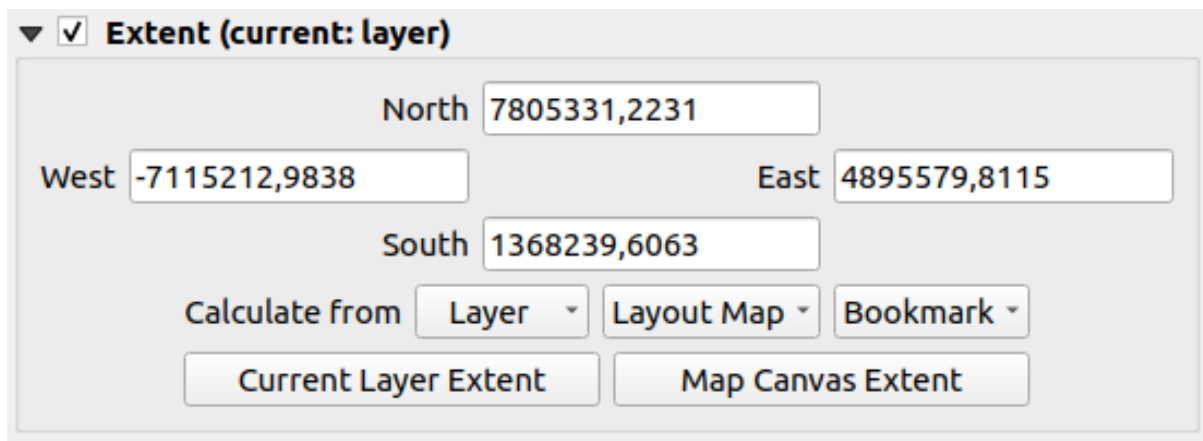 Extent (current: layer)
North 7805331,2231
West -7115212,9838 East 4895579,8115
South 1368239,6063
Calculate from Layer Layout Map Bookmark
Current Layer Extent Map Canvas Extent